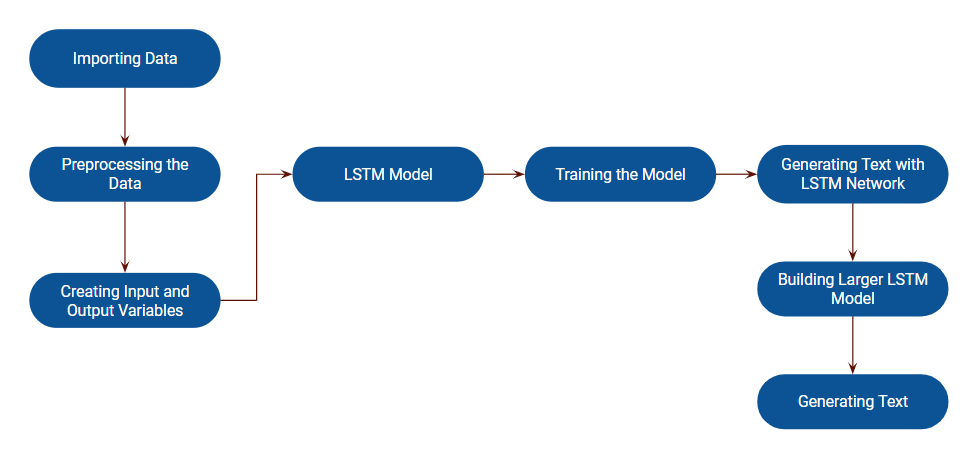 Importing Data
Preprocessing the
Data
Creating Input and
Output Variables
LSTM Model
Training the Model
Generating Text with
LSTM Network
Building Larger LSTM
Model
Generating Text